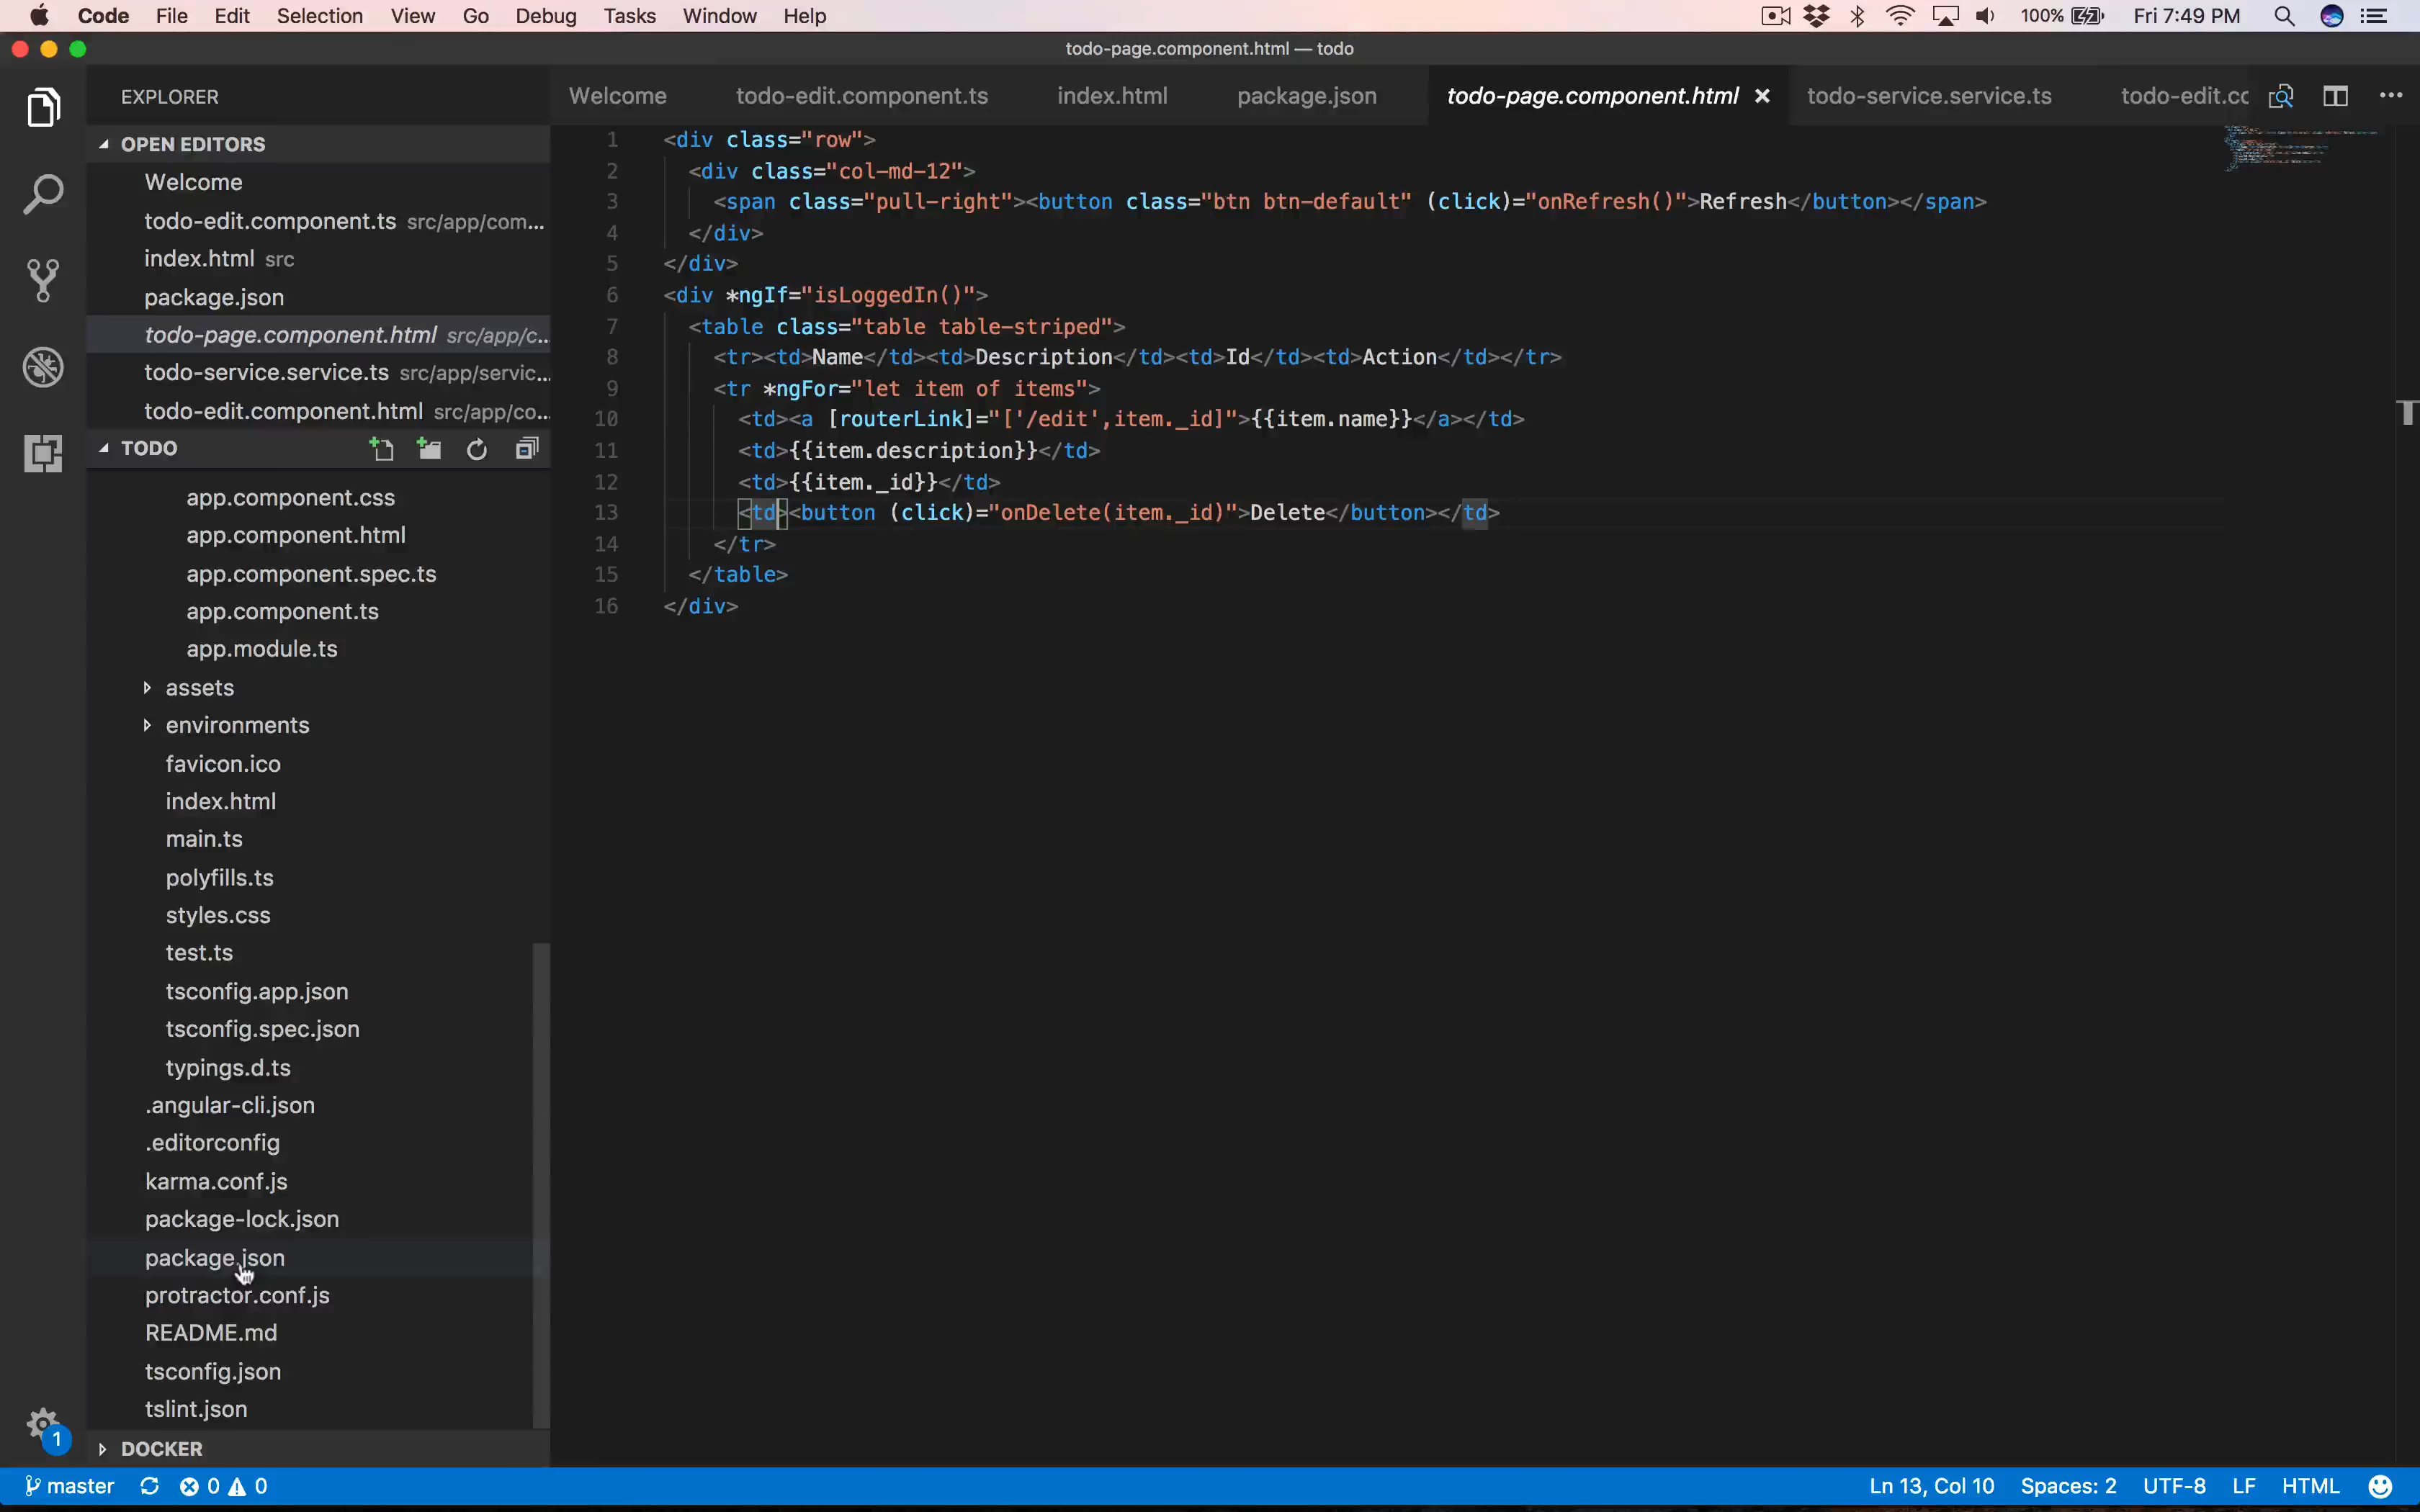 Code File Edit Selection View Go Debug Tasks Window Help 100% Fri 7:49 PM
todo-page.component.html — todo
EXPLORER
Welcome todo-edit.component.ts index.html package.json todo-page.component.html × todo-service.service.ts todo-edit.cc
OPEN EDITORS
Welcome
todo-edit.component.ts src/app/com...
index.html src
package.json
todo-page.component.html src/app/c...
todo-service.service.ts src/app/servic...
todo-edit.component.html src/app/co...
TODO
app.component.css
app.component.html
app.component.spec.ts
app.component.ts
app.module.ts
assets
environments
favicon.ico
index.html
main.ts
polyfills.ts
styles.css
test.ts
tsconfig.app.json
tsconfig.spec.json
typings.d.ts
.angular-cli.json
.editorconfig
karma.conf.js
package-lock.json
package.json
protractor.conf.js
README.md
tsconfig.json
tslint.json
DOCKER
1
1 <div class="row">
2 <div class="col-md-12">
3 <span class="pull-right"><button class="btn btn-default" (click)="onRefresh()">Refresh</button></span>
4 </div>
5 </div>
6 <div *ngIf="isLoggedIn()">
7 <table class="table table-striped">
8 <tr><td>Name</td><td>Description</td><td>Id</td><td>Action</td></tr>
9 <tr *ngFor="let item of items">
10 <td><a [routerLink]="['/edit',item._id]">{{item.name}}</a></td>
11 <td>{{item.description}}</td>
12 <td>{{item._id}}</td>
13 <td><button (click)="onDelete(item._id)">Delete</button></td>
14 </tr>
15 </table>
16 </div>
master 0 0 Ln 13, Col 10 Spaces: 2 UTF-8 LF HTML